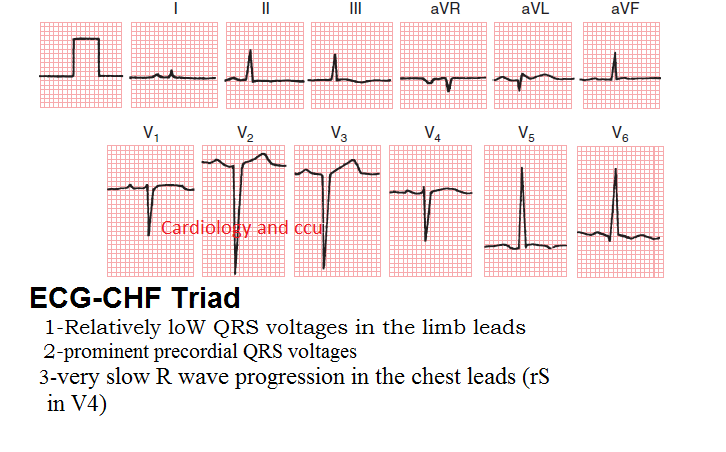 I II III aVR aVL aVF
V1 V2 V3 V4 V5 V6
Cardiology and ccu
ECG-CHF Triad
1-Relatively loW QRS voltages in the limb leads
2-prominent precordial QRS voltages
3-very slow R wave progression in the chest leads (rS
in V4)